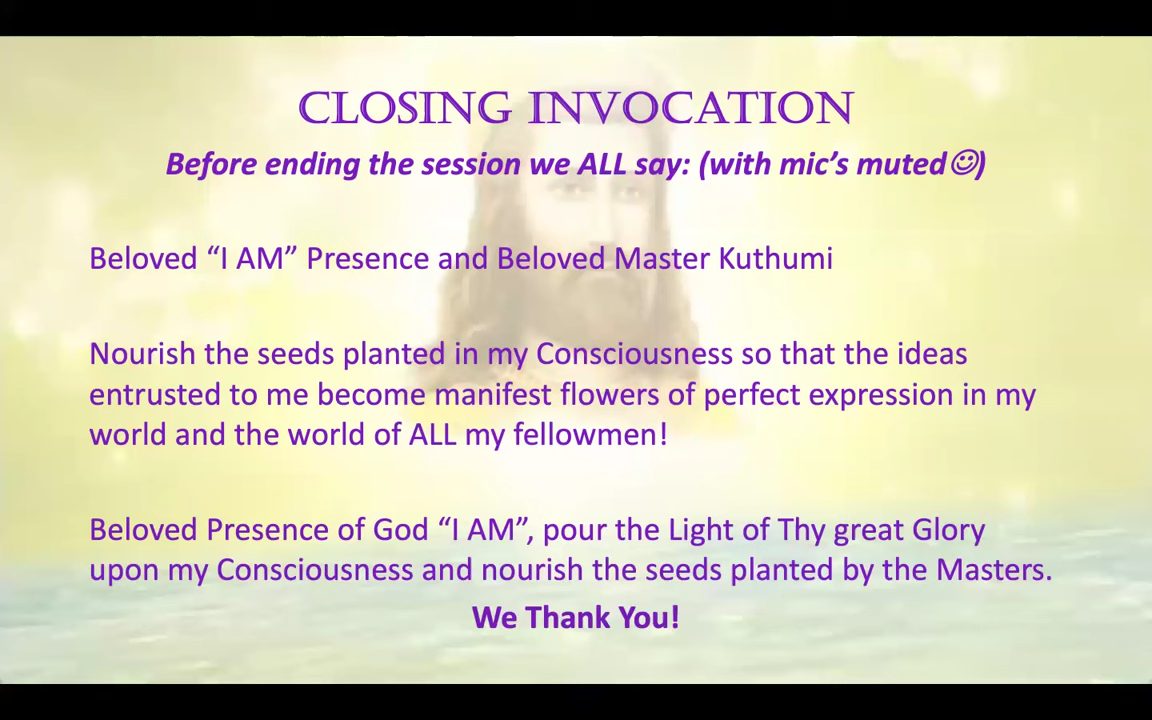 CLOSING INVOCATION
Before ending the session we ALL say: (with mic’s muted☺)
Beloved “I AM” Presence and Beloved Master Kuthumi
Nourish the seeds planted in my Consciousness so that the ideas
entrusted to me become manifest flowers of perfect expression in my
world and the world of ALL my fellowmen!
Beloved Presence of God “I AM”, pour the Light of Thy great Glory
upon my Consciousness and nourish the seeds planted by the Masters.
We Thank You!